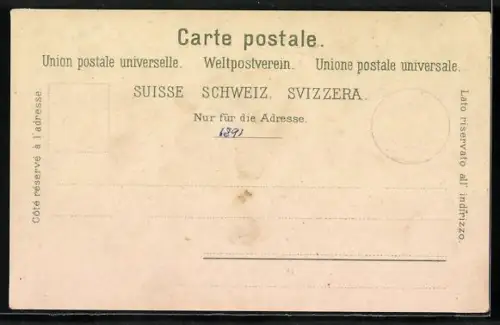 Carte postale.
Union postale universelle. Weltpostverein. Unione postale universale.
SUISSE SCHWEIZ. SVIZZERA.
Nur für die Adresse.
Côté réservé à l'adresse.
Lato riservato all' indirizzo.